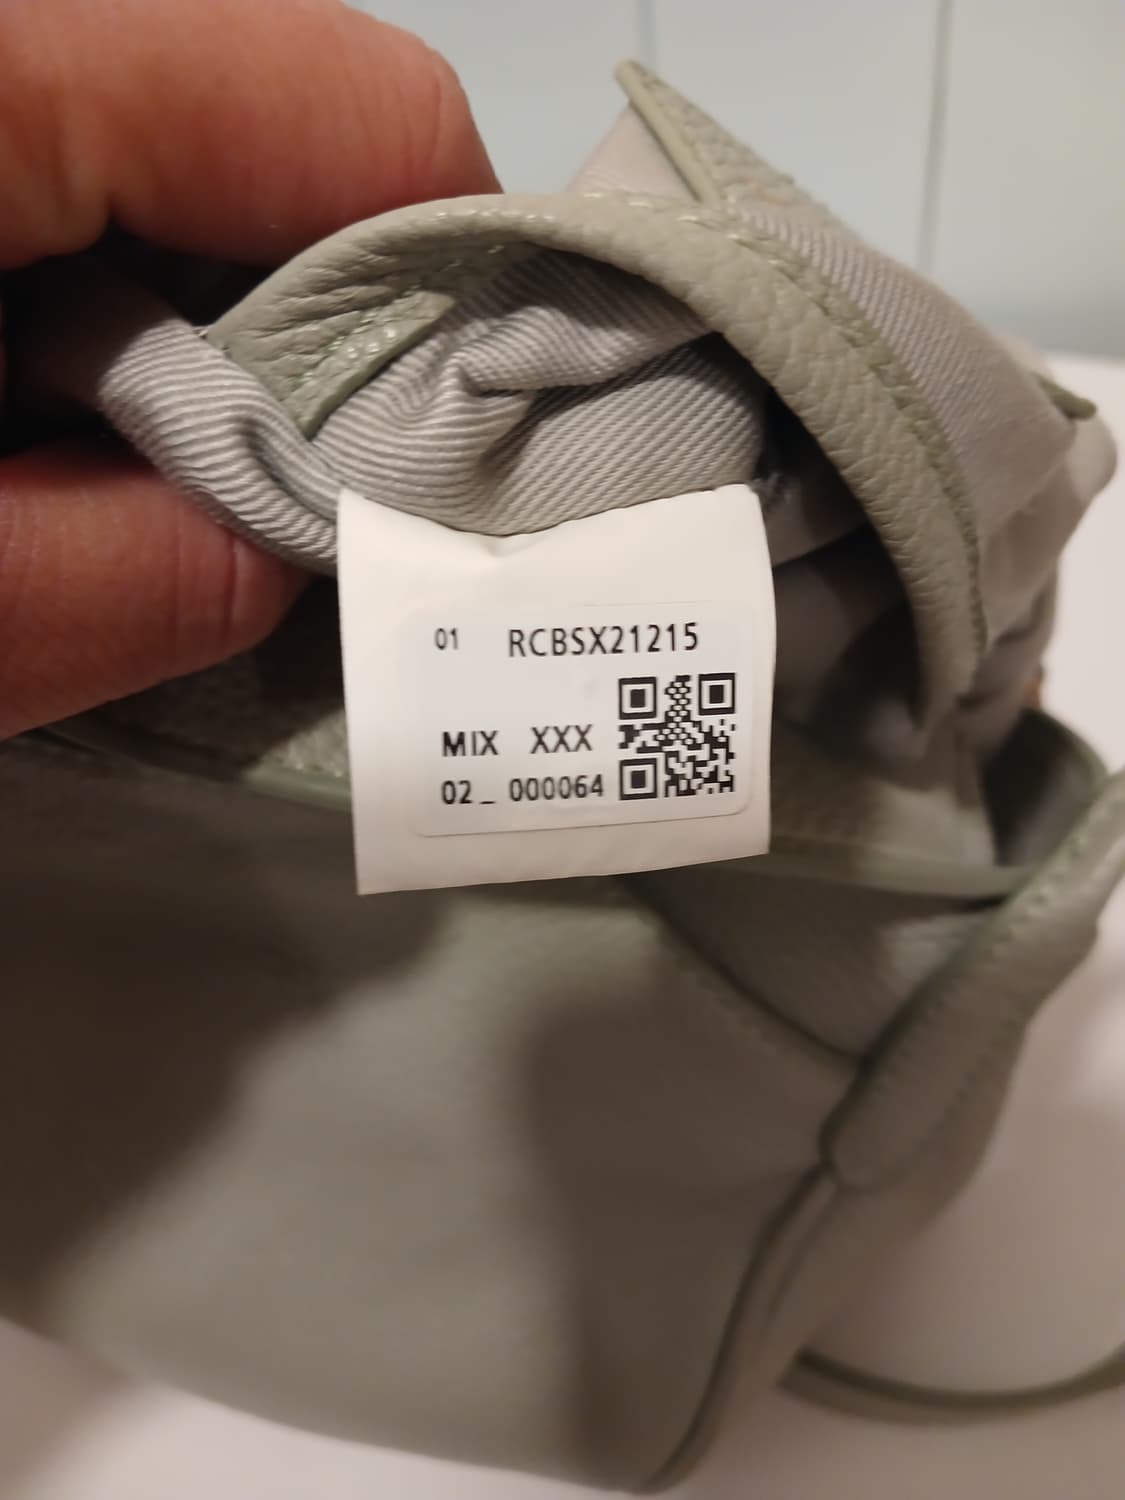 01 RCBSX21215
MIX XXX
02_ 000064